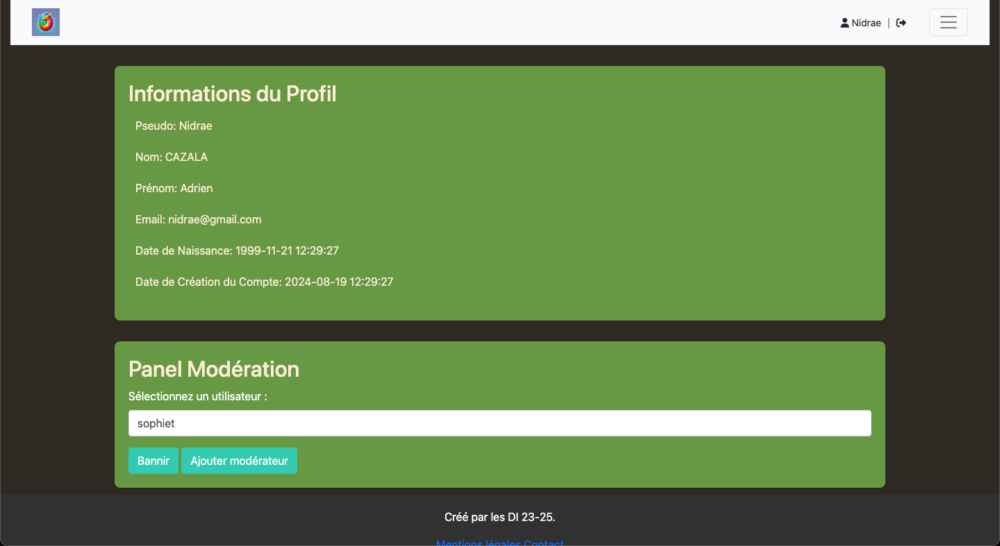 Nidrae |
Informations du Profil
Pseudo: Nidrae
Nom: CAZALA
Prénom: Adrien
Email: nidrae@gmail.com
Date de Naissance: 1999-11-21 12:29:27
Date de Création du Compte: 2024-08-19 12:29:27
Panel Modération
Sélectionnez un utilisateur :
sophiet
Bannir Ajouter modérateur
Créé par les DI 23-25.
Mentions légales Contact